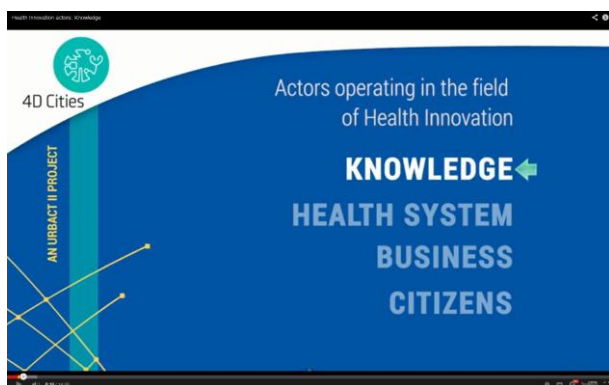 Health Innovation actors: Knowledge
4D Cities
AN URBACT II PROJECT
Actors operating in the field
of Health Innovation
KNOWLEDGE
HEALTH SYSTEM
BUSINESS
CITIZENS